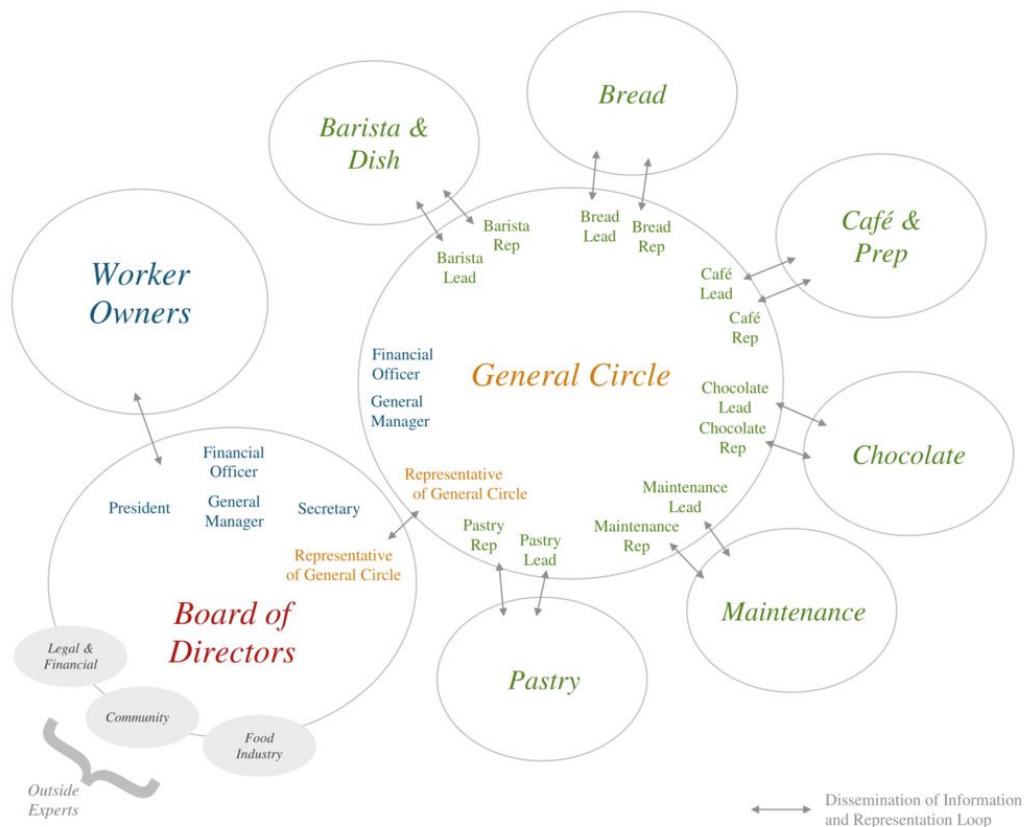 Bread
Barista &
Dish
Café &
Prep
Worker
Owners
Barista
Rep
Barista
Lead
Bread
Lead
Bread
Rep
Café
Lead
Café
Rep
Financial
Officer
General
Manager
General Circle
Chocolate
Lead
Chocolate
Rep
Chocolate
Representative
of General Circle
Maintenance
Lead
Maintenance
Rep
Pastry
Rep
Pastry
Lead
Maintenance
Pastry
Financial
Officer
President
General
Manager
Secretary
Representative
of General Circle
Board of
Directors
Legal &
Financial
Community
Food
Industry
Outside
Experts
Dissemination of Information
and Representation Loop